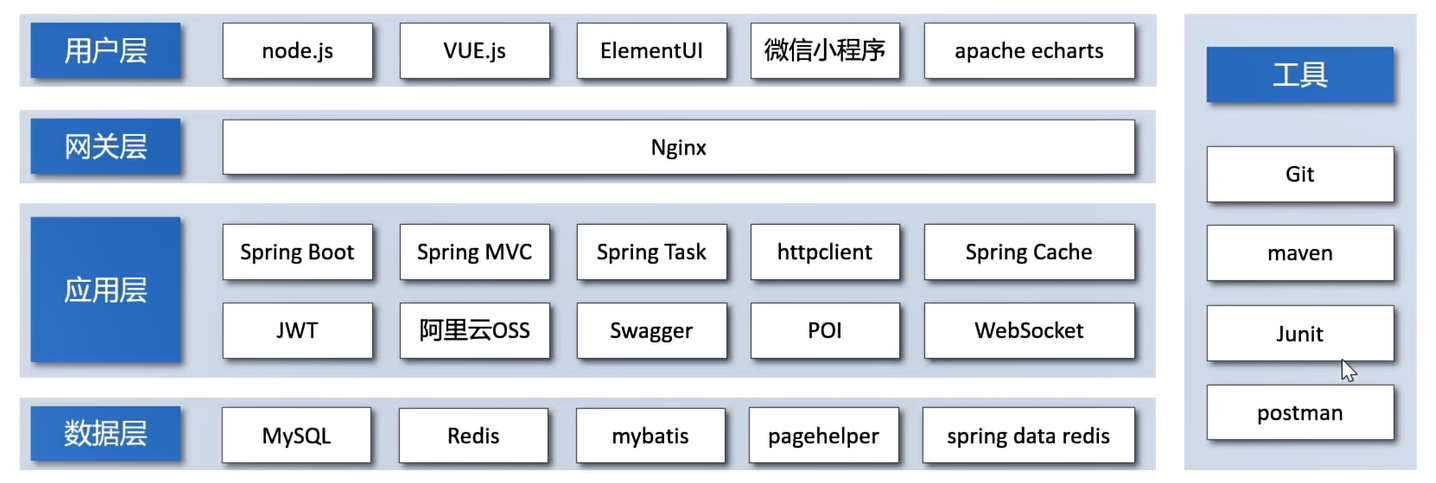 用户层
node.js
VUE.js
ElementUI
微信小程序
apache echarts
网关层
Nginx
应用层
Spring Boot
Spring MVC
Spring Task
httpclient
Spring Cache
JWT
阿里云OSS
Swagger
POI
WebSocket
数据层
MySQL
Redis
mybatis
pagehelper
spring data redis
工具
Git
maven
Junit
postman